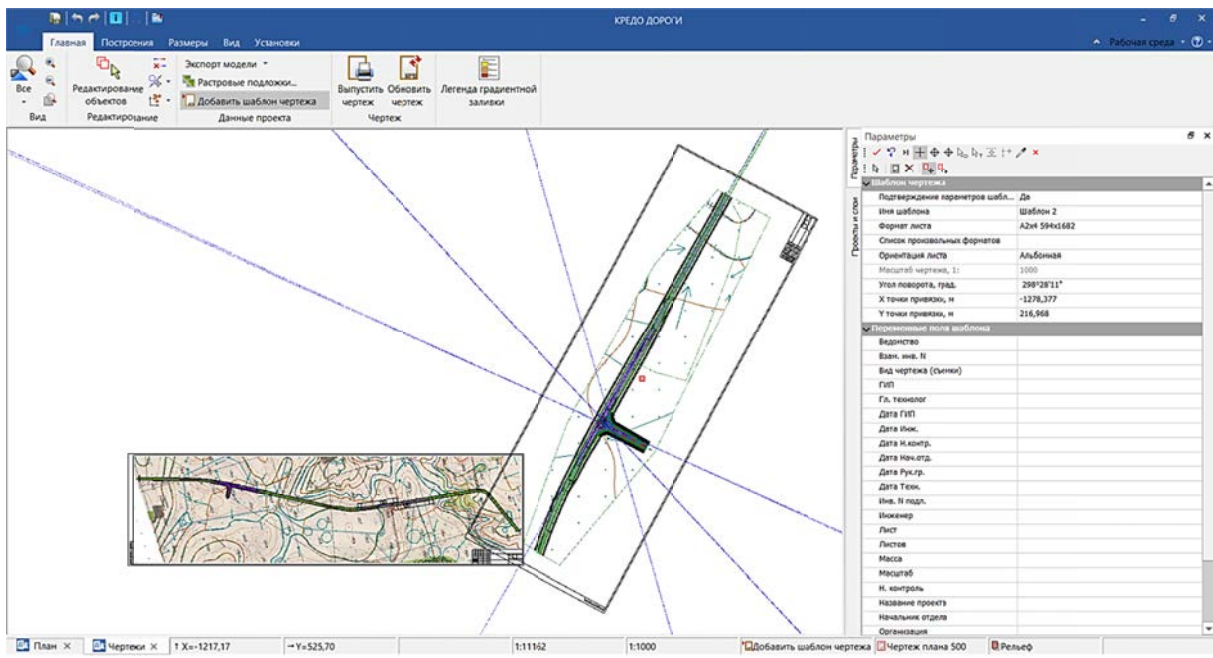 КРЕДО ДОРОГИ
Главная Построения Размеры Вид Установки Рабочая среда
Все
Редактирование объектов
Экспорт модели
Растровые подложки...
Добавить шаблон чертежа
Выпустить чертеж
Обновить чертеж
Легенда градиентной заливки
Вид Редактирование Данные проекта Чертеж
Параметры
Параметры
Проекты и слои
Шаблон чертежа
Подтверждение параметров шабл... Да
Имя шаблона Шаблон 2
Формат листа А2х4 594х1682
Список произвольных форматов
Ориентация листа Альбомная
Масштаб чертежа, 1: 1000
Угол поворота, град. 298°28'11"
X точки привязки, м -1278,377
Y точки привязки, м 216,968
Переменные поля шаблона
Ведомство
Взам. инв. N
Вид чертежа (съемки)
ГИП
Гл. технолог
Дата ГИП
Дата Инж.
Дата Н.контр.
Дата Нач.отд.
Дата Рук.гр.
Дата Техн.
Инв. N подл.
Инженер
Лист
Листов
Масса
Масштаб
Н. контроль
Название проекта
Начальник отдела
Организация
План Чертежи X=-1217,17 Y=525,70 1:11162 1:1000 Добавить шаблон чертежа Чертеж плана 500 Рельеф